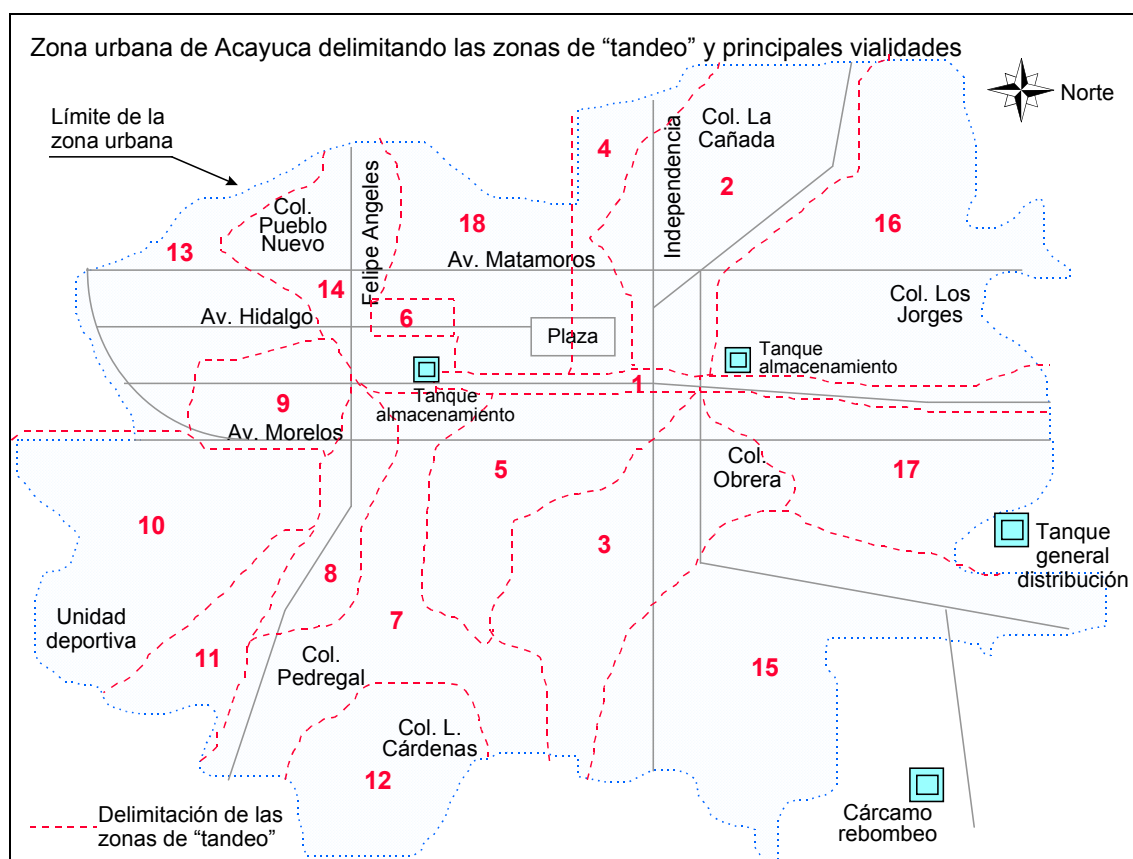 Zona urbana de Acayuca delimitando las zonas de “tandeo” y principales vialidades
Norte
Límite de la
zona urbana
Col. La
Cañada
4
Independencia
2
Col.
Pueblo
Nuevo
Felipe Angeles
18
16
13
Av. Matamoros
14
Col. Los
Jorges
Av. Hidalgo
6
Plaza
Tanque
almacenamiento
1
Tanque
almacenamiento
9
Av. Morelos
5
Col.
Obrera
17
10
3
Tanque
general
distribución
8
7
Unidad
deportiva
11
Col.
Pedregal
15
Col. L.
Cárdenas
12
Cárcamo
rebombeo
Delimitación de las
zonas de “tandeo”